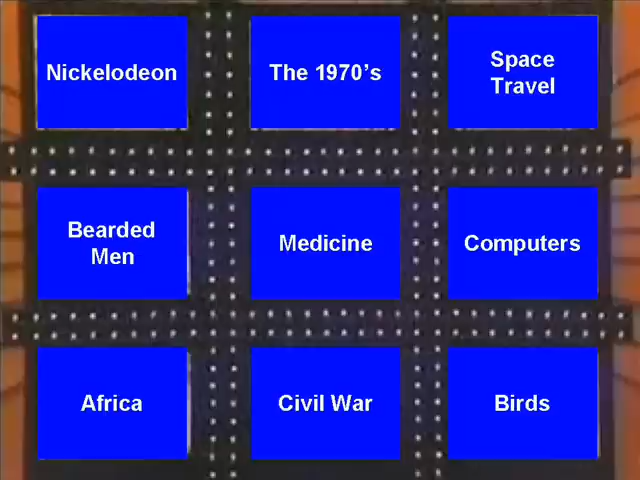 Nickelodeon
The 1970's
Space
Travel
Bearded
Men
Medicine
Computers
Africa
Civil War
Birds